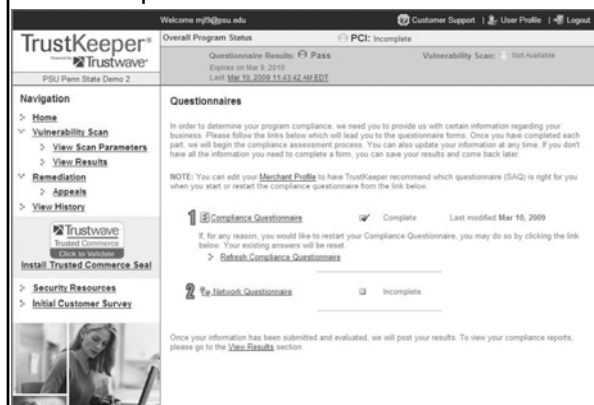 Welcome mjl9@psu.edu
Customer Support | User Profile | Logout
TrustKeeper®
Powered by Trustwave®
PSU Penn State Demo 2
Overall Program Status
PCI: Incomplete
Questionnaire Results: Pass
Expires on Mar 9, 2010
Last Mar 10, 2009 11:43:42 AM EDT
Vulnerability Scan: Not Available
Navigation
Home
Vulnerability Scan
View Scan Parameters
View Results
Remediation
Appeals
View History
Trustwave
Trusted Commerce
Click to Validate
Install Trusted Commerce Seal
Security Resources
Initial Customer Survey
Questionnaires
In order to determine your program compliance, we need you to provide us with certain information regarding your
business. Please follow the links below which will lead you to the questionnaire forms. Once you have completed each
part, we will begin the compliance assessment process. You can also update your information at any time. If you don't
have all the information you need to complete a form, you can save your results and come back later.
NOTE: You can edit your Merchant Profile to have TrustKeeper recommend which questionnaire (SAQ) is right for you
when you start or restart the compliance questionnaire from the link below.
1 Compliance Questionnaire Complete Last modified Mar 10, 2009
If, for any reason, you would like to restart your Compliance Questionnaire, you may do so by clicking the link
below. Your existing answers will be reset.
Refresh Compliance Questionnaire
2 Network Questionnaire Incomplete
Once your information has been submitted and evaluated, we will post your results. To view your compliance reports,
please go to the View Results section.